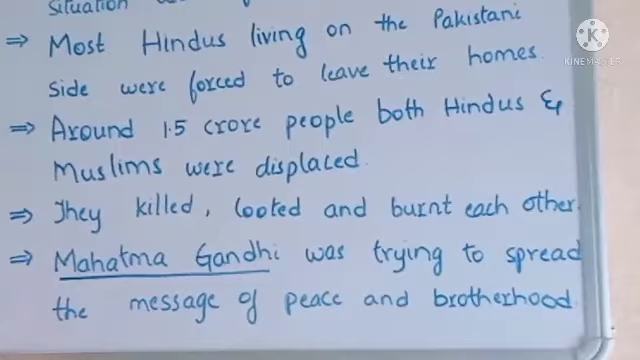 Situation
⇒ Most Hindus living on the Pakistani
side were forced to leave their homes.
⇒ Around 1.5 crore people both Hindus &
Muslims were displaced.
⇒ They killed, looted and burnt each other.
⇒ Mahatma Gandhi was trying to spread
the message of peace and brotherhood.
K
KINEMASTER